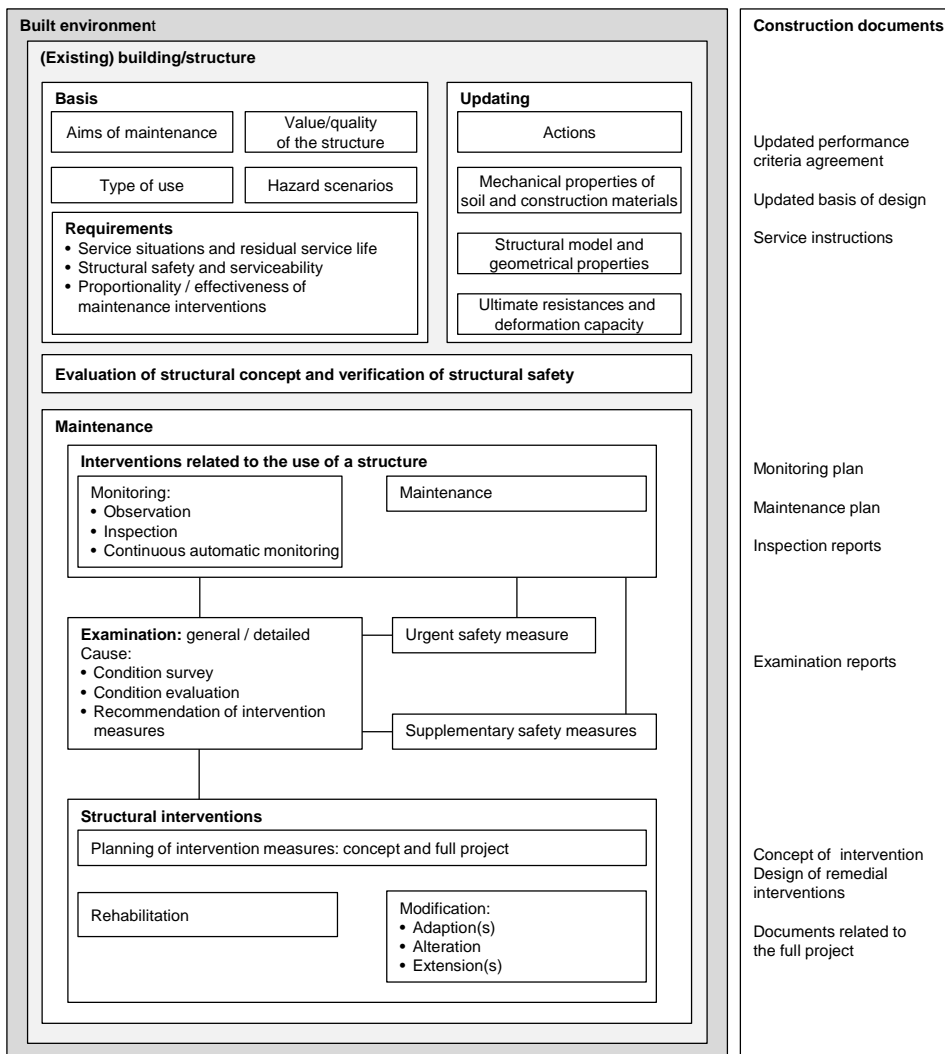 Built environment
(Existing) building/structure
Basis
Aims of maintenance
Value/quality
of the structure
Type of use
Hazard scenarios
Requirements
• Service situations and residual service life
• Structural safety and serviceability
• Proportionality / effectiveness of
maintenance interventions
Updating
Actions
Mechanical properties of
soil and construction materials
Structural model and
geometrical properties
Ultimate resistances and
deformation capacity
Evaluation of structural concept and verification of structural safety
Maintenance
Interventions related to the use of a structure
Monitoring:
• Observation
• Inspection
• Continuous automatic monitoring
Maintenance
Examination: general / detailed
Cause:
• Condition survey
• Condition evaluation
• Recommendation of intervention
measures
Urgent safety measure
Supplementary safety measures
Structural interventions
Planning of intervention measures: concept and full project
Rehabilitation
Modification:
• Adaption(s)
• Alteration
• Extension(s)
Construction documents
Updated performance
criteria agreement
Updated basis of design
Service instructions
Monitoring plan
Maintenance plan
Inspection reports
Examination reports
Concept of intervention
Design of remedial
interventions
Documents related to
the full project